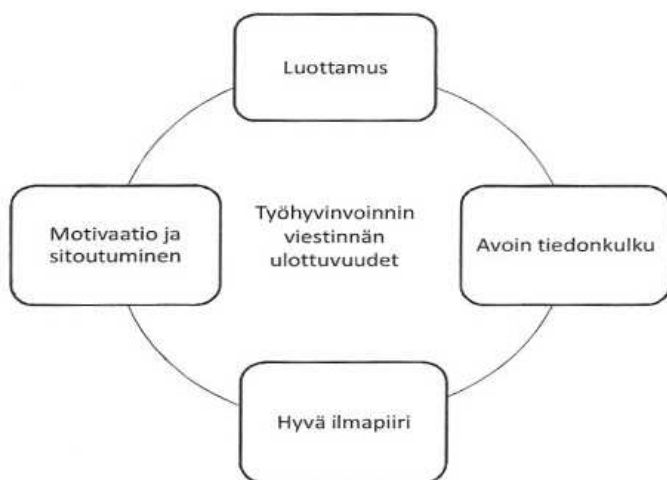 Luottamus
Motivaatio ja
sitoutuminen
Työhyvinvoinnin
viestinnän
ulottuvuudet
Avoin tiedonkulku
Hyvä ilmapiiri